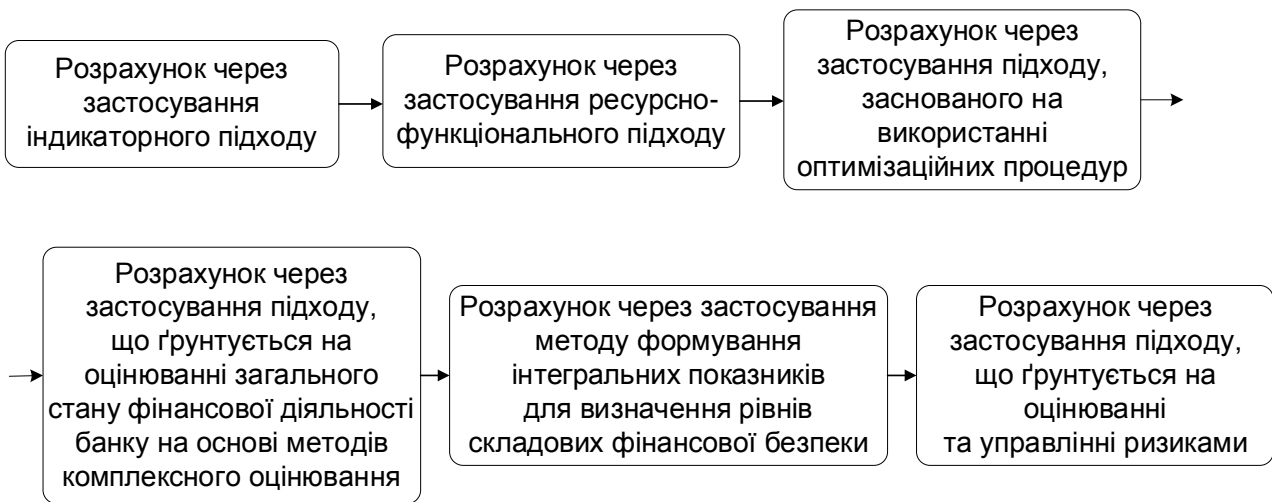 Розрахунок через
застосування
індикаторного підходу
Розрахунок через
застосування ресурсно-
функціонального підходу
Розрахунок через
застосування підходу,
заснованого на
використанні
оптимізаційних процедур
Розрахунок через
застосування підходу,
що ґрунтується на
оцінюванні загального
стану фінансової діяльності
банку на основі методів
комплексного оцінювання
Розрахунок через застосування
методу формування
інтегральних показників
для визначення рівнів
складових фінансової безпеки
Розрахунок через
застосування підходу,
що ґрунтується на
оцінюванні
та управлінні ризиками